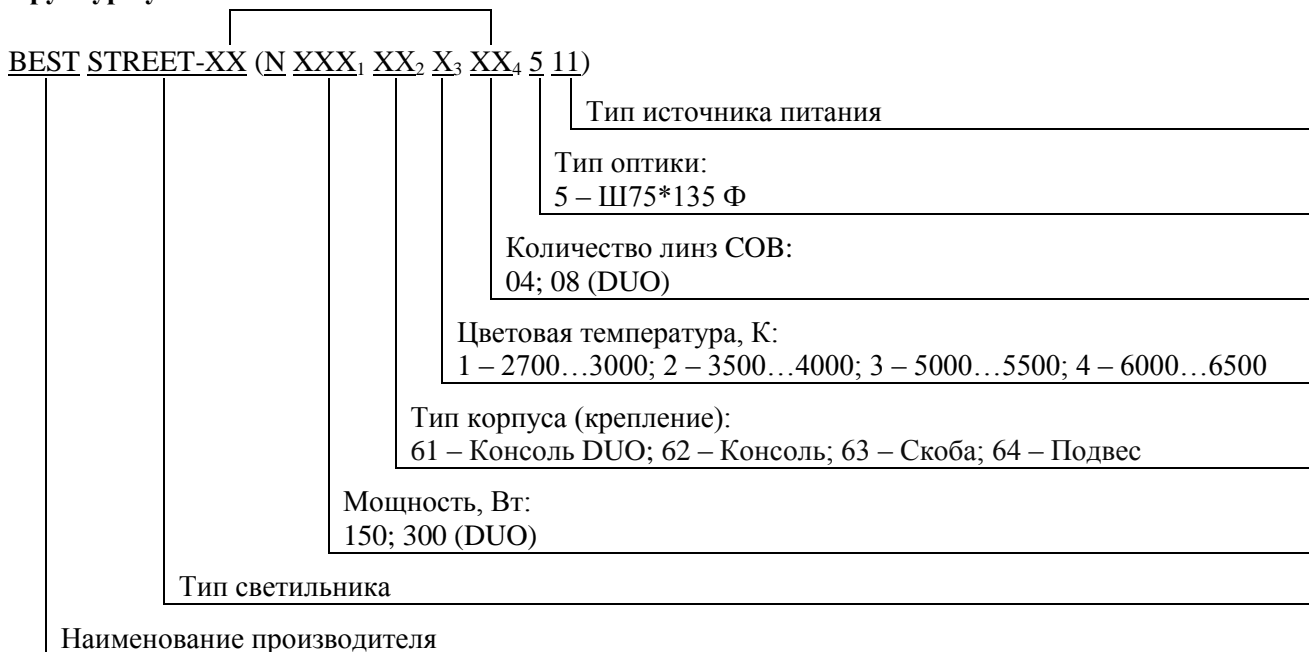 BEST STREET-XX (N XXX₁ XX₂ X₃ XX₄ 5 11)
Тип источника питания
Тип оптики:
5 – Ш75*135 Ф
Количество линз COB:
04; 08 (DUO)
Цветовая температура, К:
1 – 2700…3000; 2 – 3500…4000; 3 – 5000…5500; 4 – 6000…6500
Тип корпуса (крепление):
61 – Консоль DUO; 62 – Консоль; 63 – Скоба; 64 – Подвес
Мощность, Вт:
150; 300 (DUO)
Тип светильника
Наименование производителя